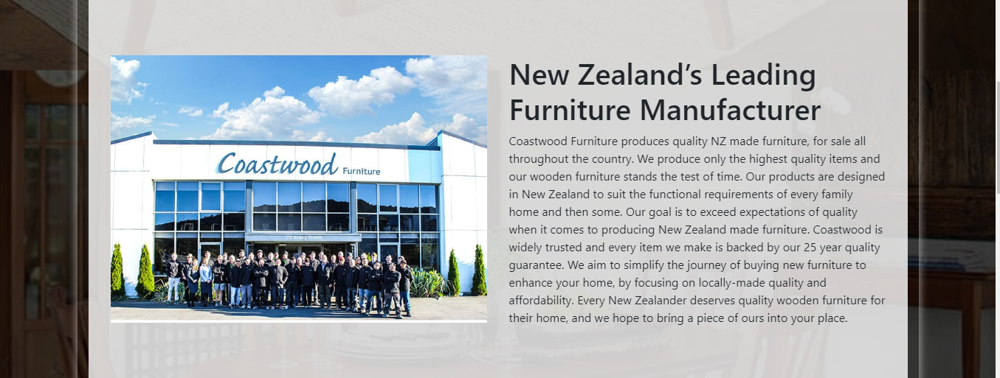 Coastwood Furniture
New Zealand’s Leading
Furniture Manufacturer
Coastwood Furniture produces quality NZ made furniture, for sale all
throughout the country. We produce only the highest quality items and
our wooden furniture stands the test of time. Our products are designed
in New Zealand to suit the functional requirements of every family
home and then some. Our goal is to exceed expectations of quality
when it comes to producing New Zealand made furniture. Coastwood is
widely trusted and every item we make is backed by our 25 year quality
guarantee. We aim to simplify the journey of buying new furniture to
enhance your home, by focusing on locally-made quality and
affordability. Every New Zealander deserves quality wooden furniture for
their home, and we hope to bring a piece of ours into your place.